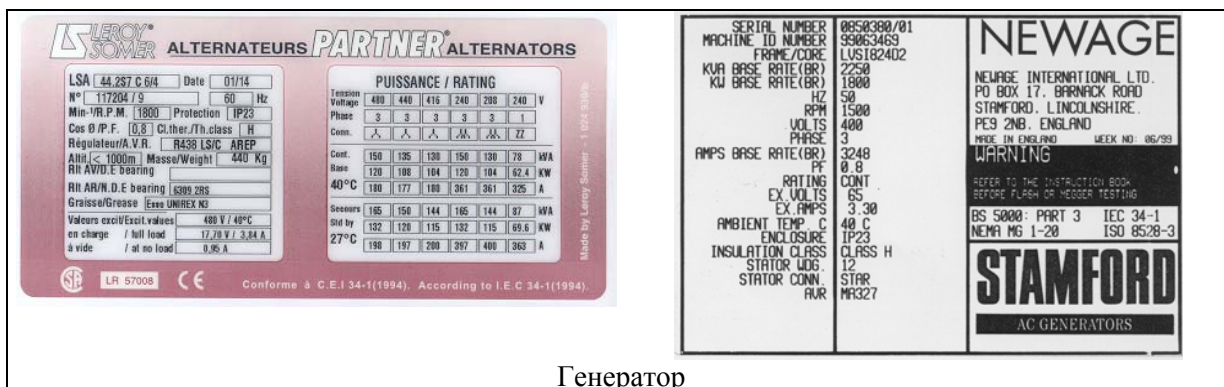 LEROY®
SOMER
ALTERNATEURS PARTNER® ALTERNATORS
LSA 44.2S7 C 6/4 Date 01/14
N° 117204 / 9 60 Hz
Min-¹/R.P.M. 1800 Protection IP23
Cos Ø /P.F. 0,8 Cl.ther./Th.class H
Régulateur/A.V.R. R438 LS/C AREP
Altit. < 1000m Masse/Weight 440 Kg
Rlt AV/D.E bearing
Rlt AR/N.D.E bearing 6309 2RS
Graisse/Grease Esso UNIREX N3
Valeurs excit/Excit.values 480 V / 40°C
en charge / full load 17,78 V / 3,84 A
à vide / at no load 0,95 A
PUISSANCE / RATING
Tension
Voltage 480 440 416 240 208 240 V
Phase 3 3 3 3 3 1
Conn. ZZ
Cont. 150 135 130 150 130 78 kVA
Base 120 108 104 120 104 62.4 KW
40°C 180 177 180 361 361 325 A
Secours 165 150 144 165 144 87 kVA
Std by 132 120 115 132 115 69.6 KW
27°C 198 197 200 397 400 363 A
Made by Leroy Somer - 1 024 930/b
LR 57008 CE Conforme à C.E.I 34-1(1994). According to I.E.C 34-1(1994).
SERIAL NUMBER 0850380/01
MACHINE ID NUMBER 99063469
FRAME/CORE LVSI824D2
KVA BASE RATE(BR) 2250
KW BASE RATE(BR) 1800
HZ 50
RPM 1500
VOLTS 400
PHASE 3
AMPS BASE RATE(BR) 3248
PF 0.8
RATING CONT
EX.VOLTS 65
EX.AMPS 3.30
AMBIENT TEMP. C 40 C
ENCLOSURE IP23
INSULATION CLASS CLASS H
STATOR WDG. 12
STATOR CONN. STAR
AVR MA327
NEWAGE
NEWAGE INTERNATIONAL LTD.
PO BOX 17. BARNACK ROAD
STAMFORD. LINCOLNSHIRE.
PE9 2NB. ENGLAND
MADE IN ENGLAND WEEK NO: 06/99
WARNING
REFER TO THE INSTRUCTION BOOK
BEFORE FLASH OR MEGGER TESTING
BS 5000: PART 3 IEC 34-1
NEMA MG 1-20 ISO 8528-3
STAMFORD
AC GENERATORS
Генератор